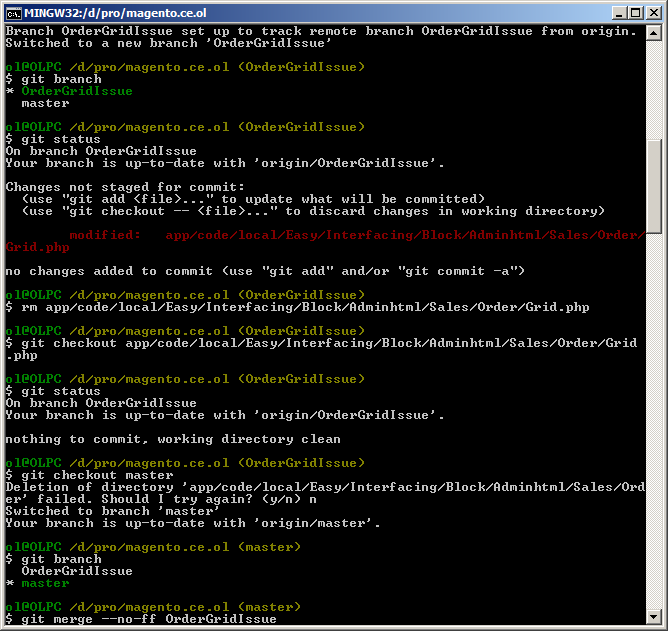 MINGW32:/d/pro/magento.ce.ol
Branch OrderGridIssue set up to track remote branch OrderGridIssue from origin.
Switched to a new branch 'OrderGridIssue'
ol@OLPC /d/pro/magento.ce.ol (OrderGridIssue)
$ git branch
* OrderGridIssue
  master
ol@OLPC /d/pro/magento.ce.ol (OrderGridIssue)
$ git status
On branch OrderGridIssue
Your branch is up-to-date with 'origin/OrderGridIssue'.
Changes not staged for commit:
  (use "git add <file>..." to update what will be committed)
  (use "git checkout -- <file>..." to discard changes in working directory)
        modified:   app/code/local/Easy/Interfacing/Block/Adminhtml/Sales/Order/
Grid.php
no changes added to commit (use "git add" and/or "git commit -a")
ol@OLPC /d/pro/magento.ce.ol (OrderGridIssue)
$ rm app/code/local/Easy/Interfacing/Block/Adminhtml/Sales/Order/Grid.php
ol@OLPC /d/pro/magento.ce.ol (OrderGridIssue)
$ git checkout app/code/local/Easy/Interfacing/Block/Adminhtml/Sales/Order/Grid
.php
ol@OLPC /d/pro/magento.ce.ol (OrderGridIssue)
$ git status
On branch OrderGridIssue
Your branch is up-to-date with 'origin/OrderGridIssue'.
nothing to commit, working directory clean
ol@OLPC /d/pro/magento.ce.ol (OrderGridIssue)
$ git checkout master
Deletion of directory 'app/code/local/Easy/Interfacing/Block/Adminhtml/Sales/Ord
er' failed. Should I try again? (y/n) n
Switched to branch 'master'
Your branch is up-to-date with 'origin/master'.
ol@OLPC /d/pro/magento.ce.ol (master)
$ git branch
  OrderGridIssue
* master
ol@OLPC /d/pro/magento.ce.ol (master)
$ git merge --no-ff OrderGridIssue